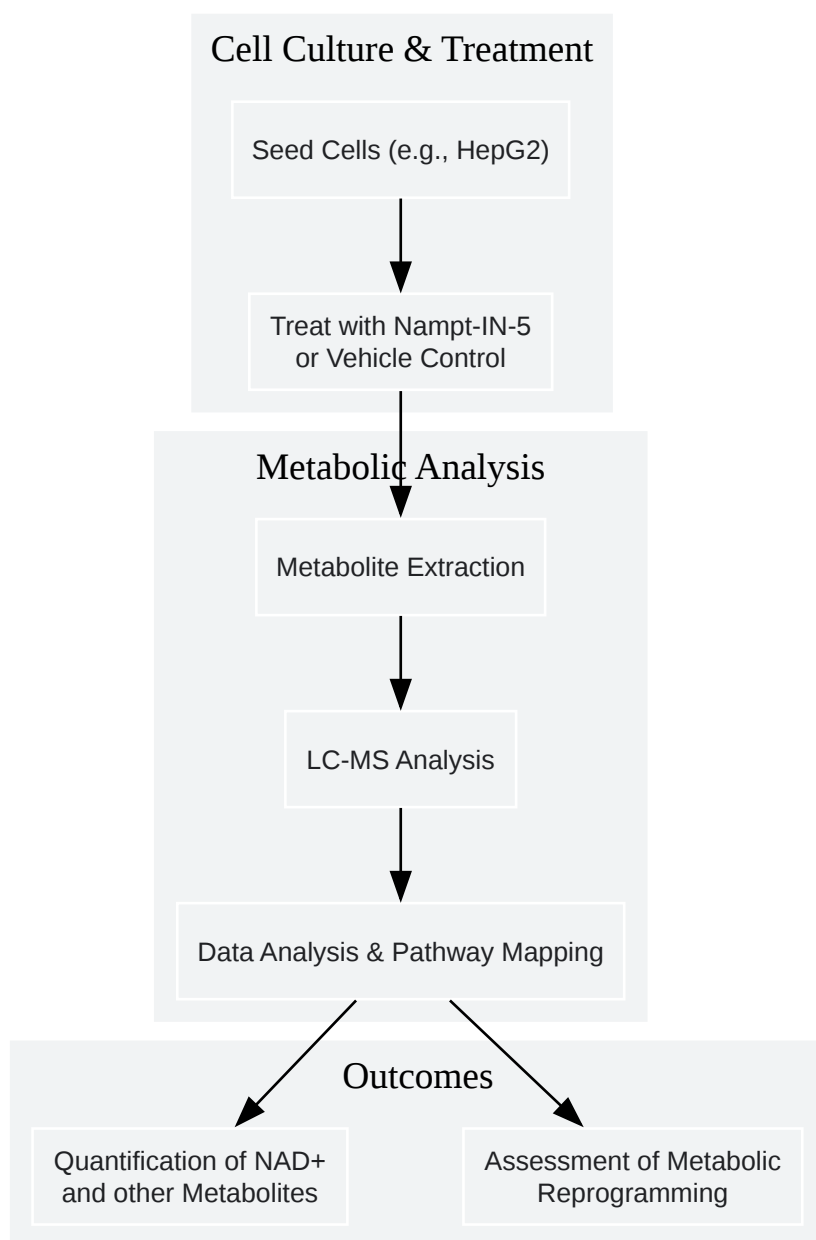 Cell Culture & Treatment
Seed Cells (e.g., HepG2)
Treat with Nampt-IN-5
or Vehicle Control
Metabolic Analysis
Metabolite Extraction
LC-MS Analysis
Data Analysis & Pathway Mapping
Outcomes
Quantification of NAD+
and other Metabolites
Assessment of Metabolic
Reprogramming